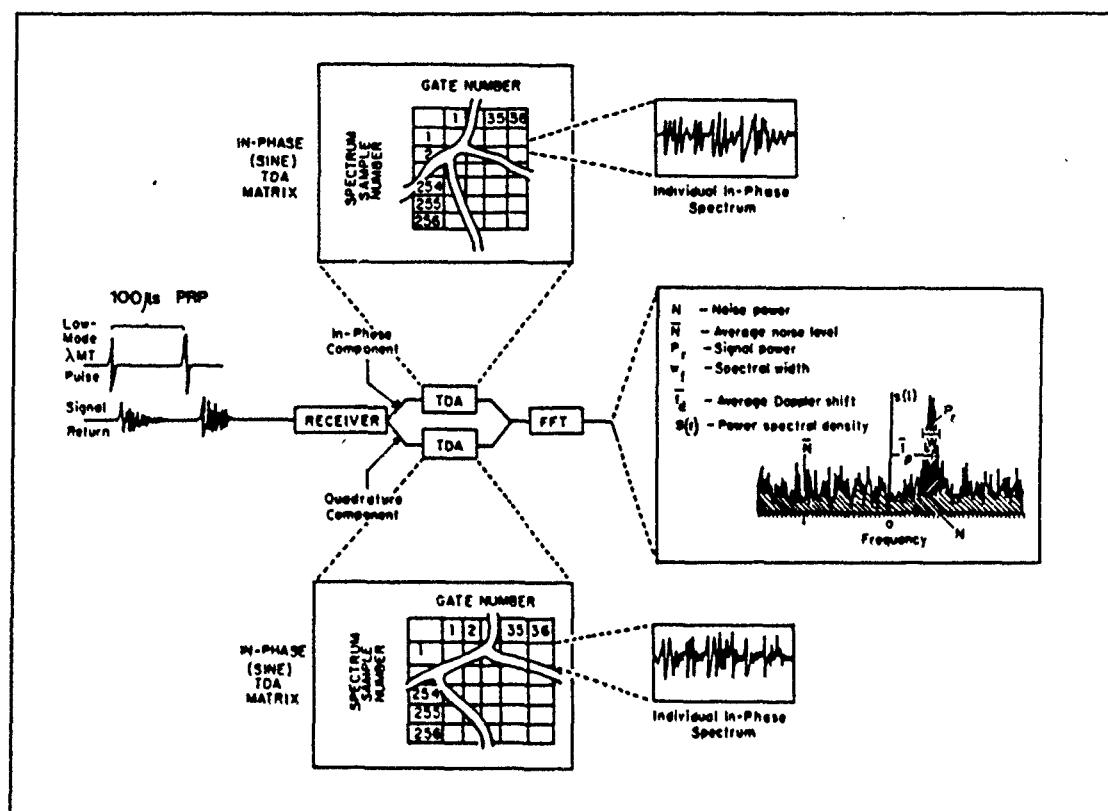 GATE NUMBER
1 35 36
IN-PHASE
(SINE)
TDA
MATRIX
SPECTRUM
SAMPLE
NUMBER
1
2
254
255
256
Individual In-Phase
Spectrum
100 μs PRP
Low-
Mode
λMT
Pulse
Signal
Return
In-Phase
Component
RECEIVER
TDA
TDA
FFT
Quadrature
Component
N – Noise power
N̅ – Average noise level
Pr – Signal power
wf – Spectral width
f̅d – Average Doppler shift
S(f) – Power spectral density
s(f)
Pr
N̅
0
Frequency
N
GATE NUMBER
1 2 35 36
IN-PHASE
(SINE)
TDA
MATRIX
SPECTRUM
SAMPLE
NUMBER
1
254
255
256
Individual In-Phase
Spectrum